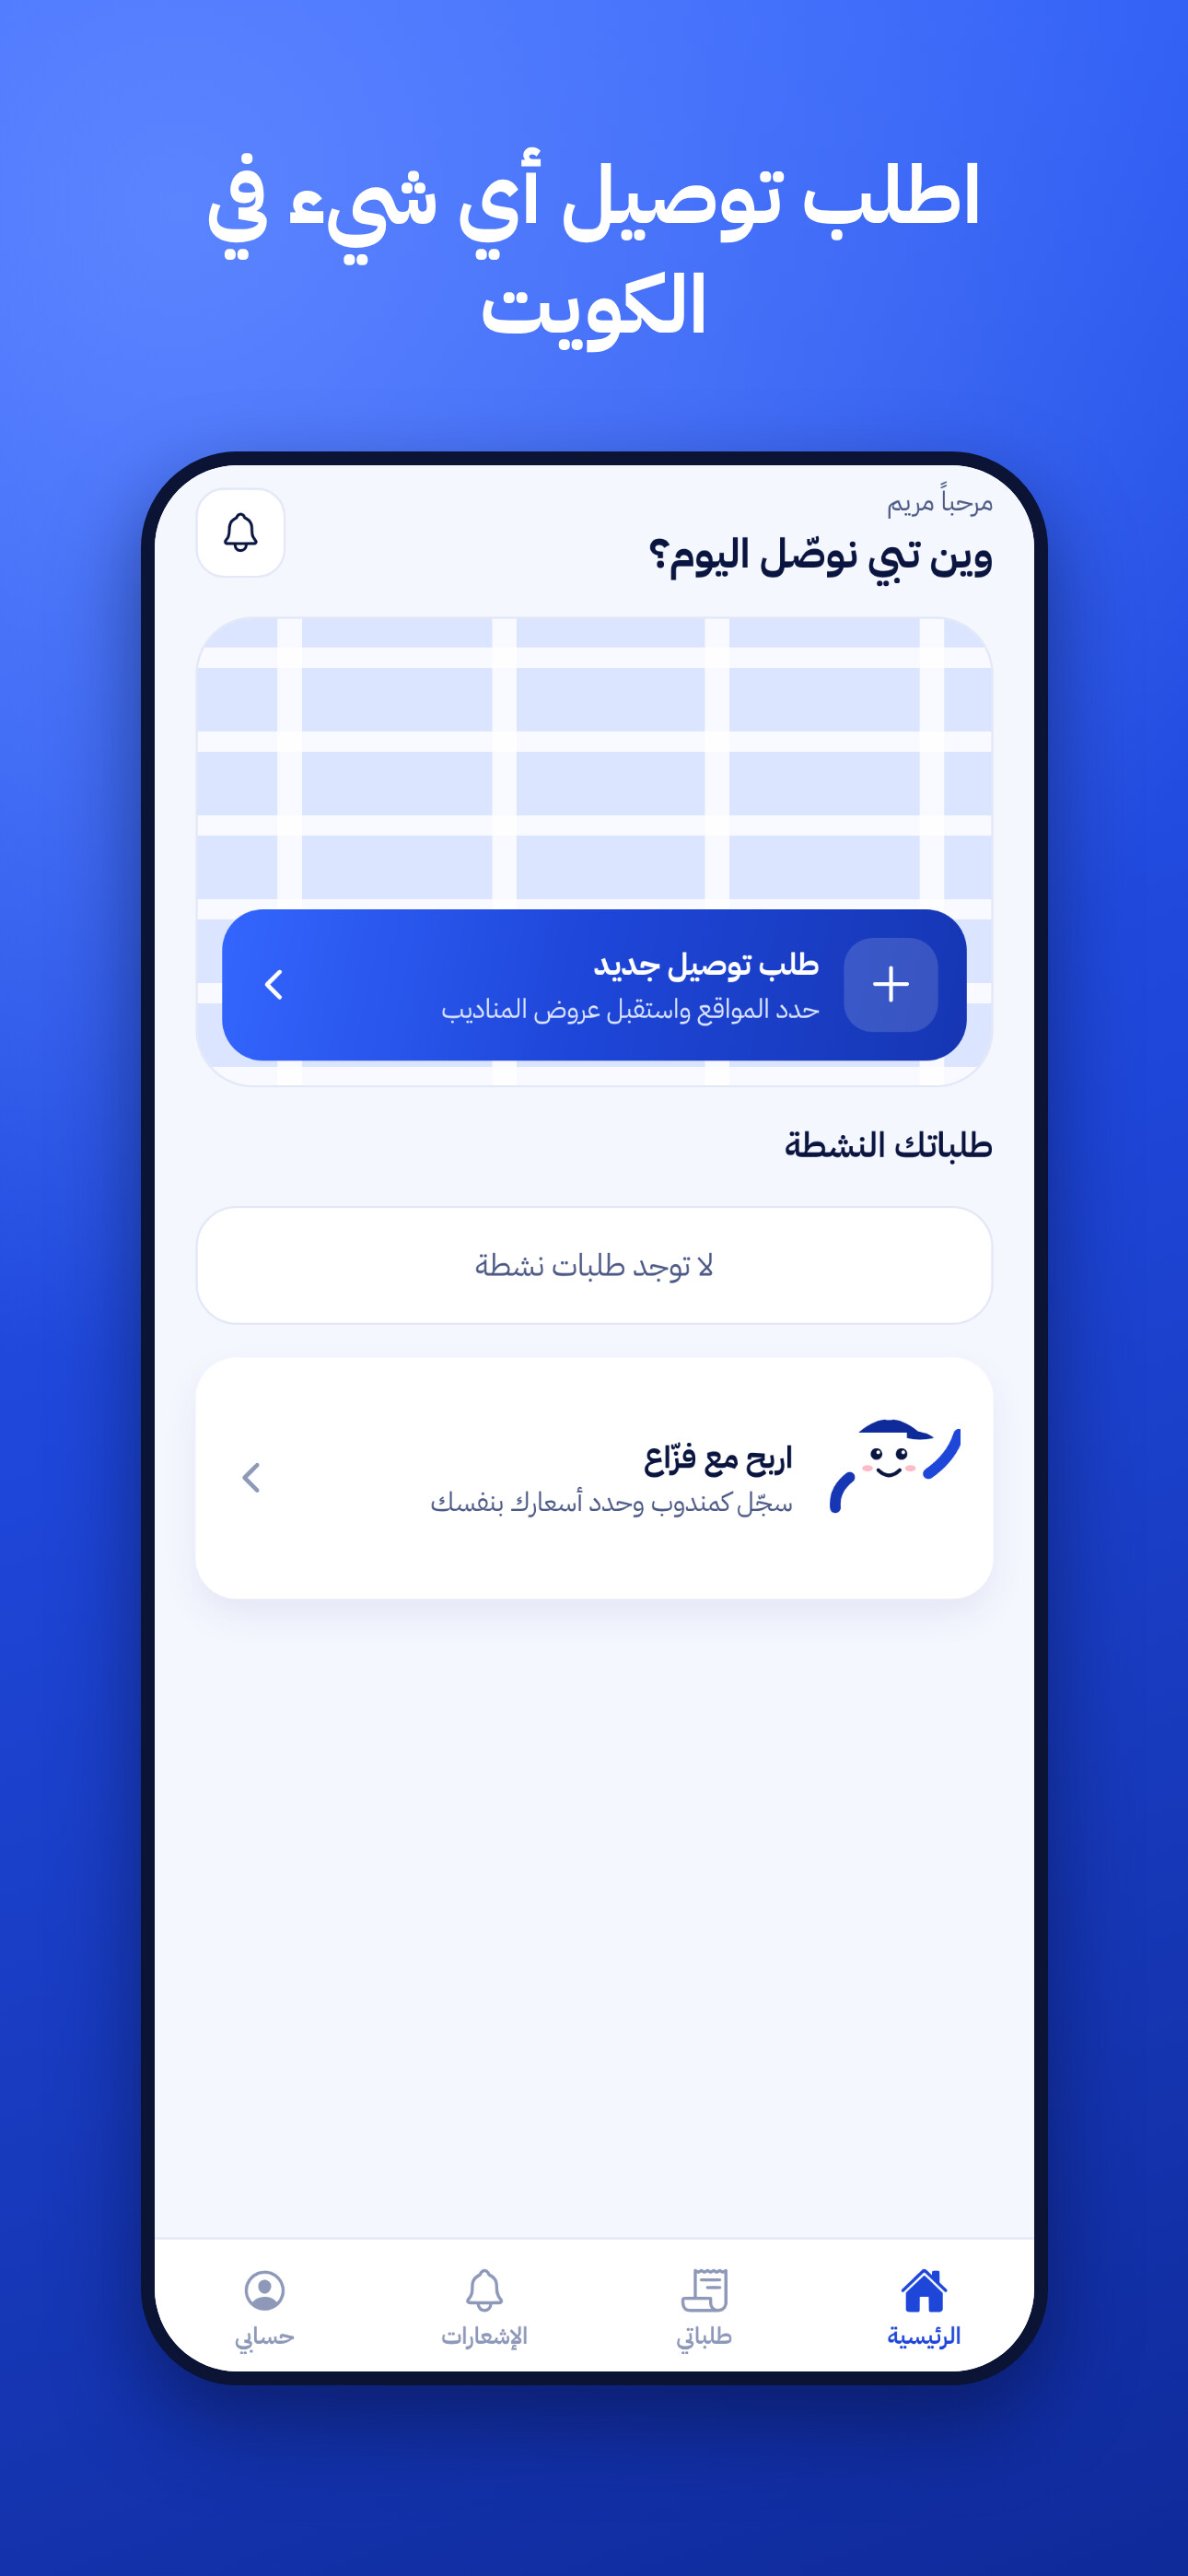 اطلب توصيل أي شيء في
الكويت
مرحباً مريم
وين تبي نوصّل اليوم؟
طلب توصيل جديد
حدد المواقع واستقبل عروض المناديب
طلباتك النشطة
لا توجد طلبات نشطة
اربح مع فزّاع
سجّل كمندوب وحدد أسعارك بنفسك
الرئيسية
طلباتي
الإشعارات
حسابي